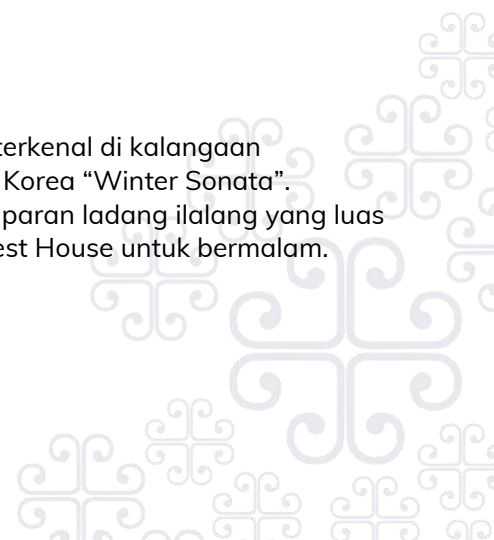 terkenal di kalangaan
Korea “Winter Sonata”.
paran ladang ilalang yang luas
est House untuk bermalam.